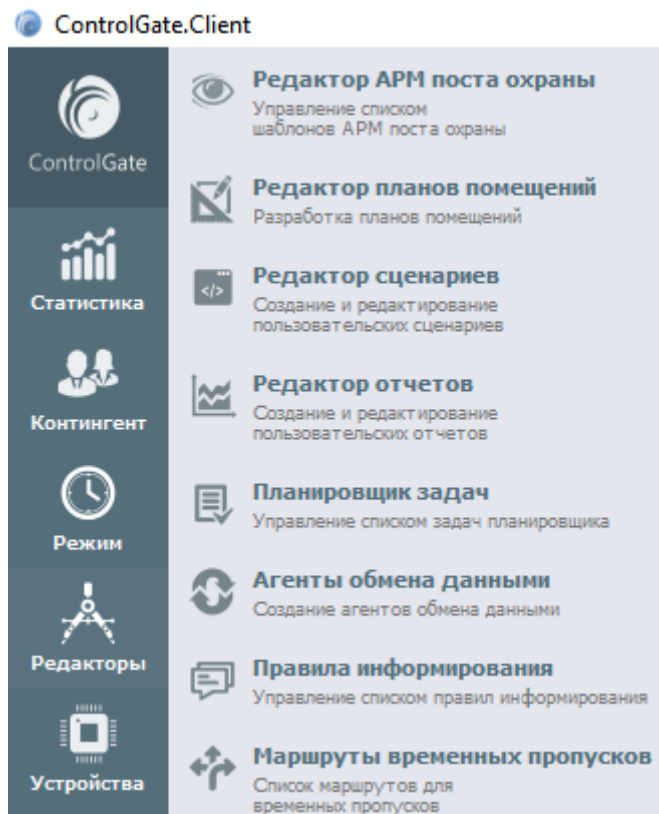 ControlGate.Client
ControlGate
Статистика
Контингент
Режим
Редакторы
Устройства
Редактор АРМ поста охраны
Управление списком
шаблонов АРМ поста охраны
Редактор планов помещений
Разработка планов помещений
Редактор сценариев
Создание и редактирование
пользовательских сценариев
Редактор отчетов
Создание и редактирование
пользовательских отчетов
Планировщик задач
Управление списком задач планировщика
Агенты обмена данными
Создание агентов обмена данными
Правила информирования
Управление списком правил информирования
Маршруты временных пропусков
Список маршрутов для
временных пропусков